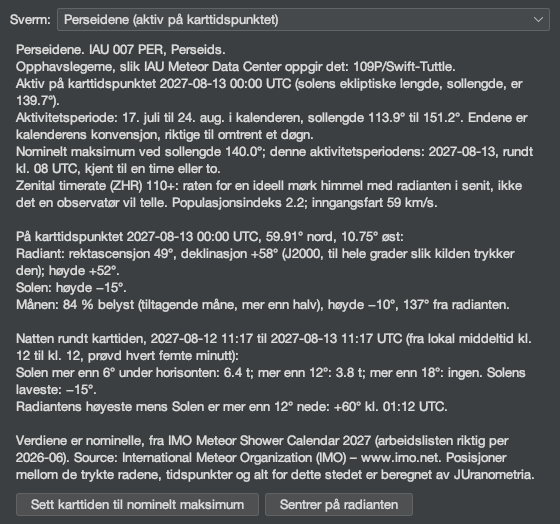 Sverm: Perseidene (aktiv på karttidspunktet)
Perseidene. IAU 007 PER, Perseids.
Opphavslegeme, slik IAU Meteor Data Center oppgir det: 109P/Swift-Tuttle.
Aktiv på karttidspunktet 2027-08-13 00:00 UTC (solens ekliptiske lengde, sollengde, er
139.7°).
Aktivitetsperiode: 17. juli til 24. aug. i kalenderen, sollengde 113.9° til 151.2°. Endene er
kalenderens konvensjon, riktige til omtrent et døgn.
Nominelt maksimum ved sollengde 140.0°; denne aktivitetsperiodens: 2027-08-13, rundt
kl. 08 UTC, kjent til en time eller to.
Zenital timerate (ZHR) 110+: raten for en ideell mørk himmel med radianten i senit, ikke
det en observatør vil telle. Populasjonsindeks 2.2; inngangsfart 59 km/s.
På karttidspunktet 2027-08-13 00:00 UTC, 59.91° nord, 10.75° øst:
Radiant: rektascensjon 49°, deklinasjon +58° (J2000, til hele grader slik kilden trykker
den); høyde +52°.
Solen: høyde −15°.
Månen: 84 % belyst (tiltagende måne, mer enn halv), høyde −10°, 137° fra radianten.
Natten rundt karttiden, 2027-08-12 11:17 til 2027-08-13 11:17 UTC (fra lokal middeltid kl.
12 til kl. 12, prøvd hvert femte minutt):
Solen mer enn 6° under horisonten: 6.4 t; mer enn 12°: 3.8 t; mer enn 18°: ingen. Solens
laveste: −15°.
Radiantens høyeste mens Solen er mer enn 12° nede: +60° kl. 01:12 UTC.
Verdiene er nominelle, fra IMO Meteor Shower Calendar 2027 (arbeidslisten riktig per
2026-06). Source: International Meteor Organization (IMO) – www.imo.net. Posisjoner
mellom de trykte radene, tidspunkter og alt for dette stedet er beregnet av JUranometria.
Sett karttiden til nominelt maksimum Sentrer på radianten